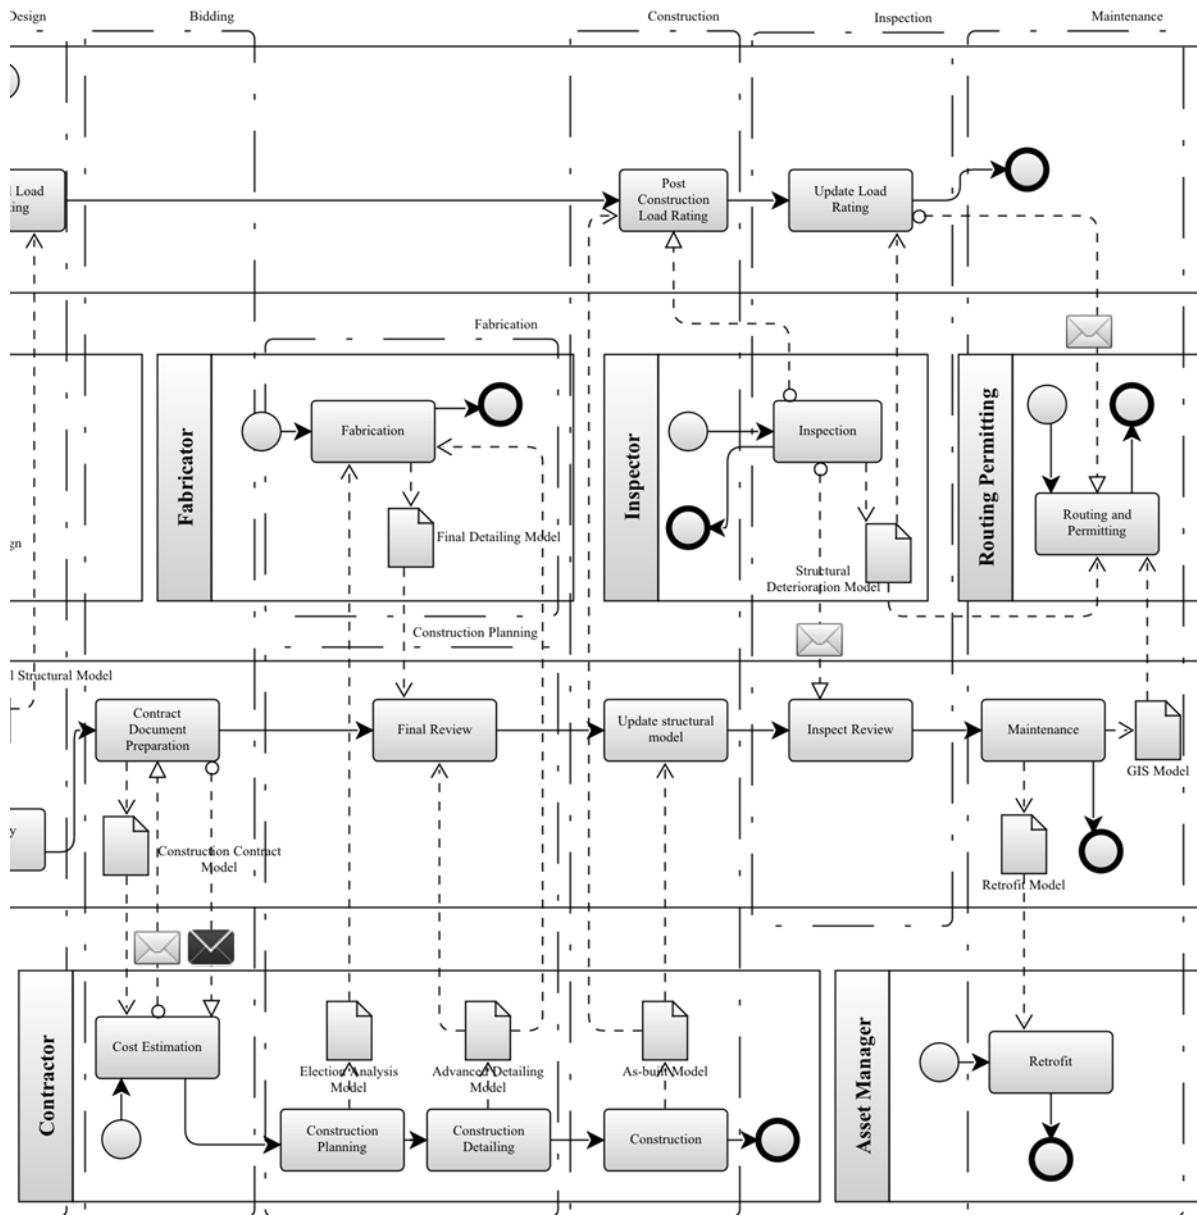 Design
Bidding
Construction
Inspection
Maintenance
l Load
ing
Post
Construction
Load Rating
Update Load
Rating
Fabrication
Fabricator
Fabrication
Final Detailing Model
Inspector
Inspection
Structural
Deterioration Model
Routing Permitting
Routing and
Permitting
gn
Construction Planning
l Structural Model
Contract
Document
Preparation
Final Review
Update structural
model
Inspect Review
Maintenance
GIS Model
y
Construction Contract
Model
Retrofit Model
Contractor
Cost Estimation
Election Analysis
Model
Advanced Detailing
Model
As-built Model
Construction
Planning
Construction
Detailing
Construction
Asset Manager
Retrofit